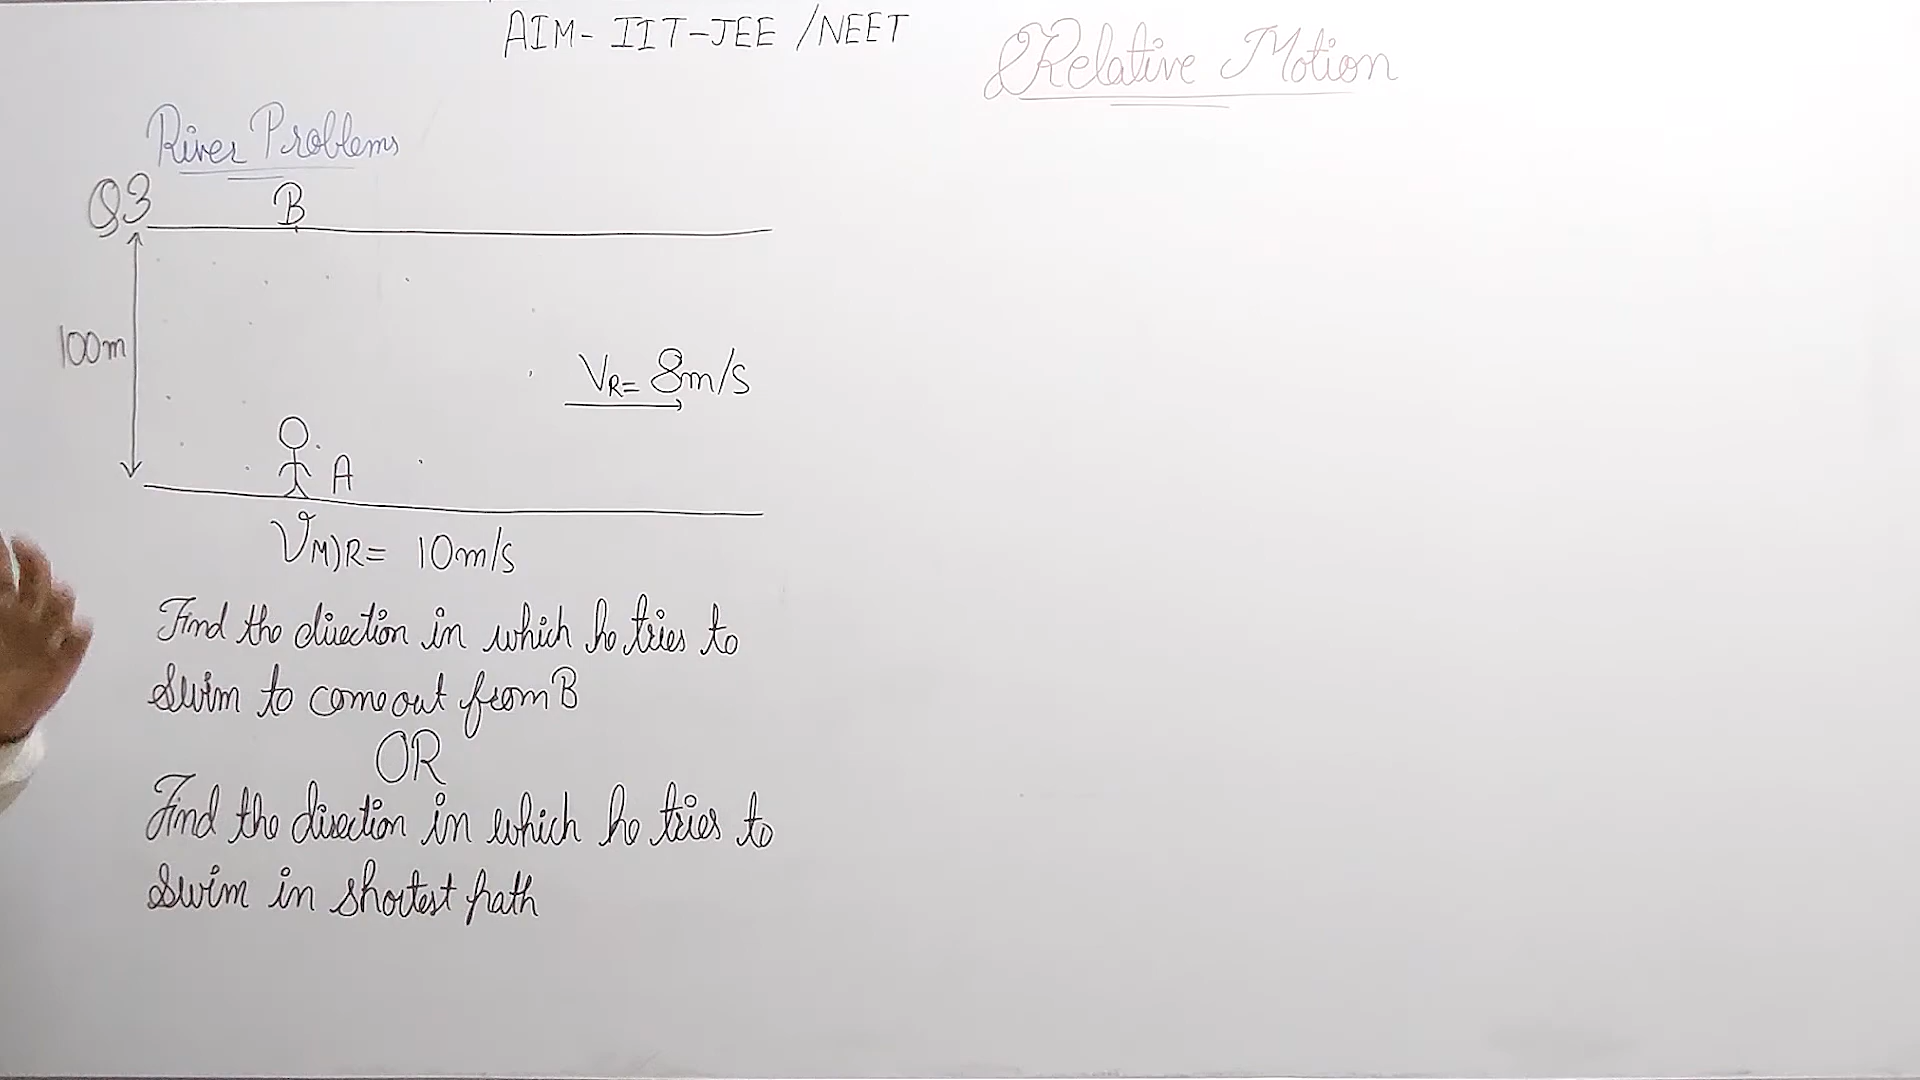 AIM- IIT-JEE /NEET
Relative Motion
River Problems
Q3
B
100m
VR= 8m/s
A
VM)R= 10m/s
Find the direction in which he tries to
Swim to come out from B
OR
Find the direction in which he tries to
Swim in shortest path